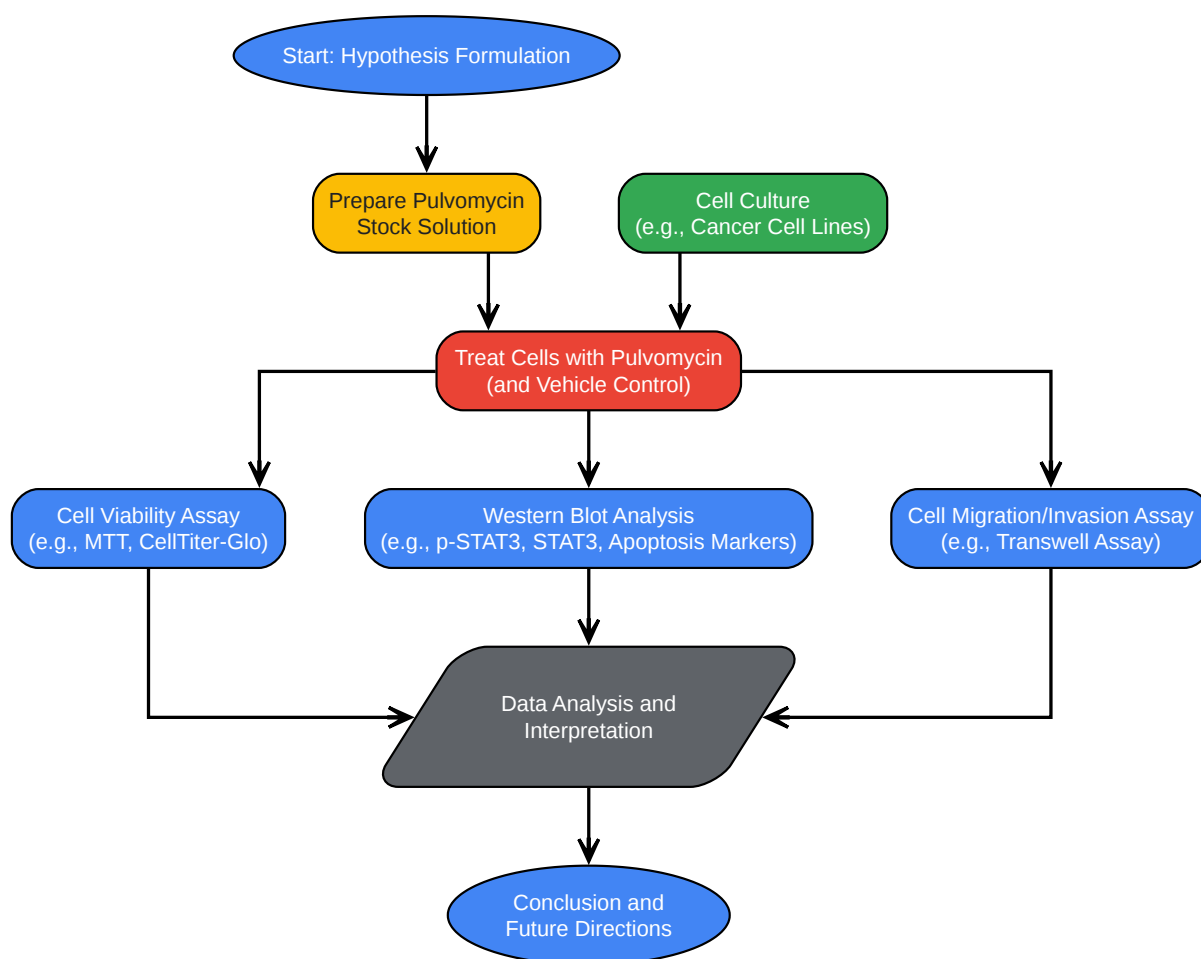 Start: Hypothesis Formulation
Prepare Pulvomycin
Stock Solution
Cell Culture
(e.g., Cancer Cell Lines)
Treat Cells with Pulvomycin
(and Vehicle Control)
Cell Viability Assay
(e.g., MTT, CellTiter-Glo)
Western Blot Analysis
(e.g., p-STAT3, STAT3, Apoptosis Markers)
Cell Migration/Invasion Assay
(e.g., Transwell Assay)
Data Analysis and
Interpretation
Conclusion and
Future Directions